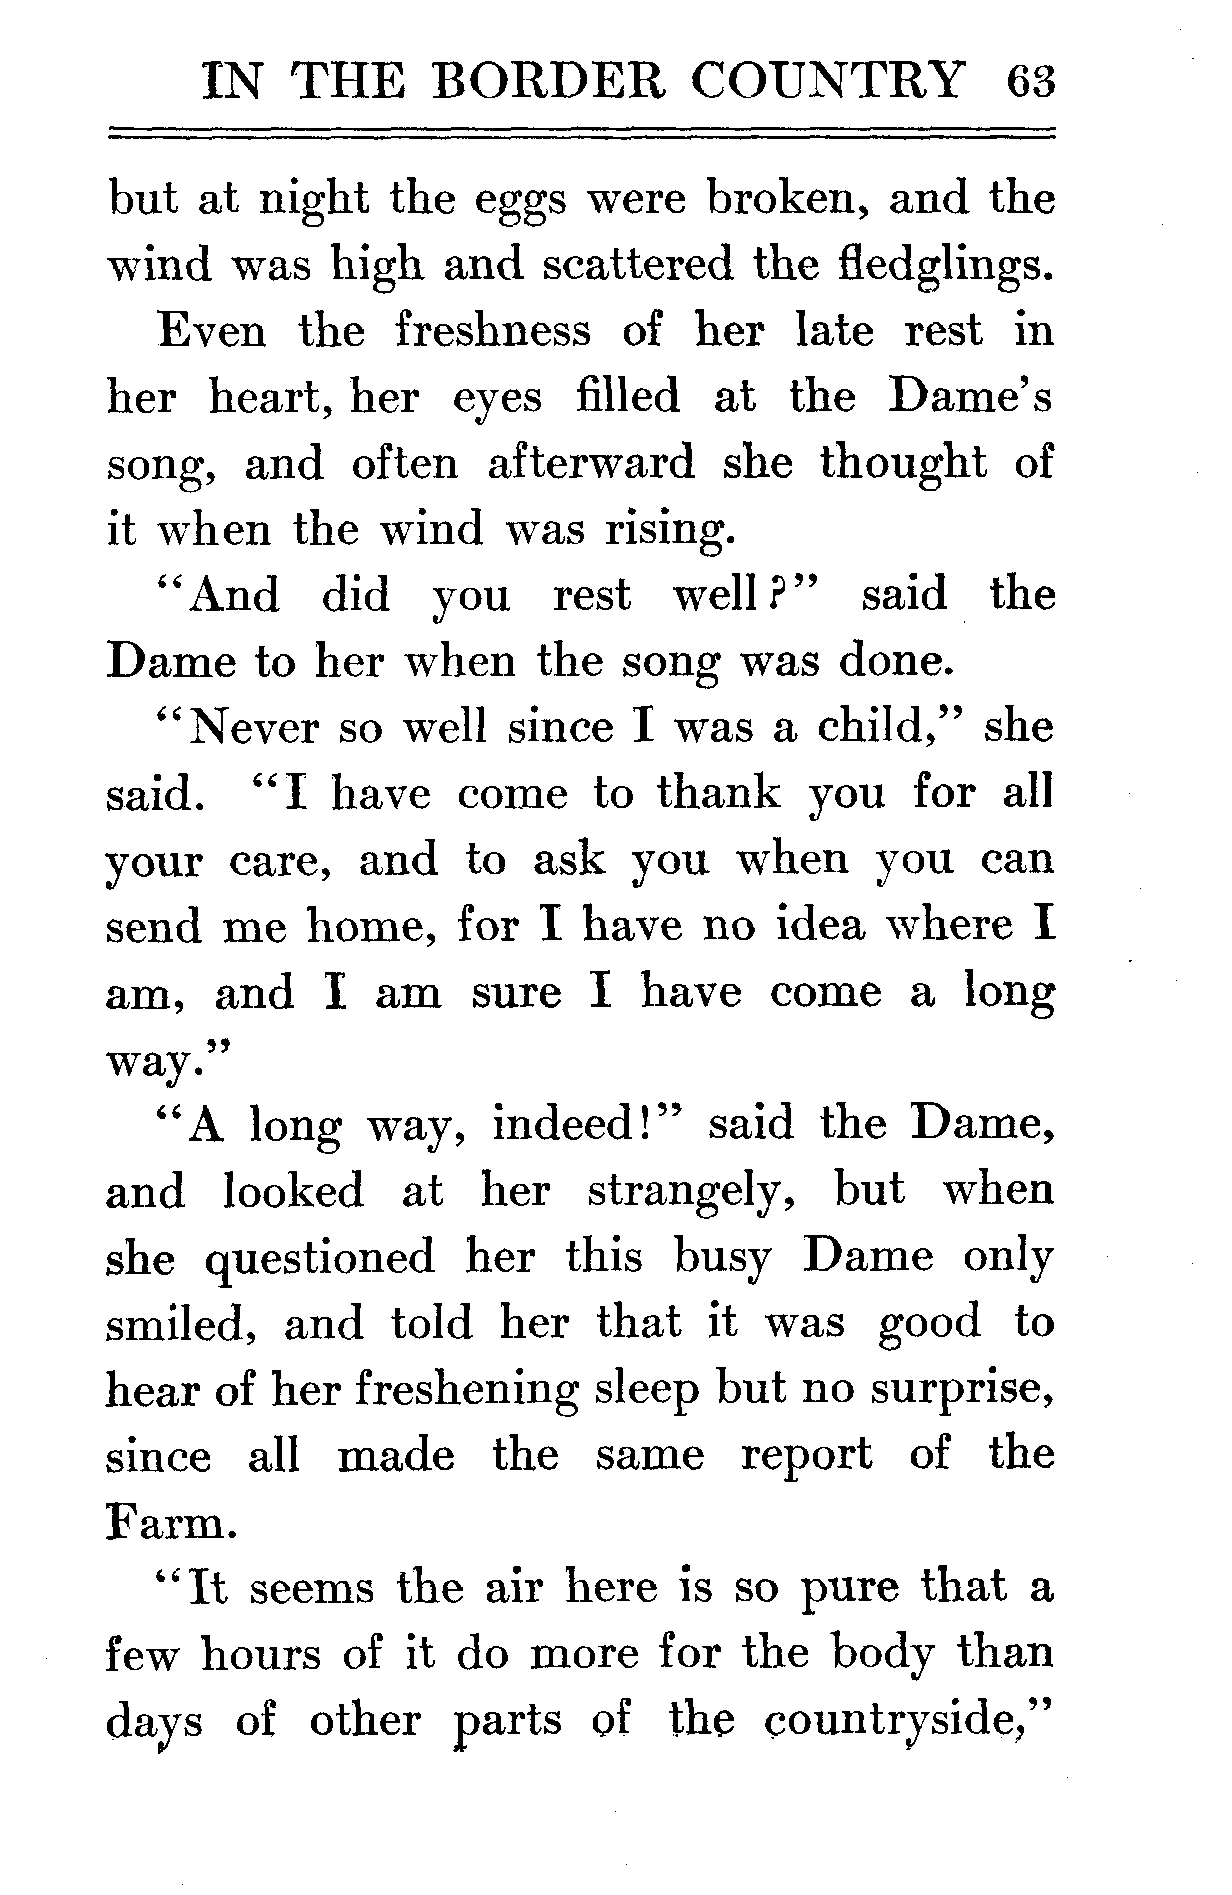 IN THE BORDER COUNTRY 63
but at night the eggs were broken, and the
wind was high and scattered the fledglings.
Even the freshness of her late rest in
her heart, her eyes filled at the Dame's
song, and often afterward she thought of
it when the wind was rising.
"And did you rest well?" said the
Dame to her when the song was done.
"Never so well since I was a child," she
said. "I have come to thank you for all
your care, and to ask you when you can
send me home, for I have no idea where I
am, and I am sure I have come a long
way."
"A long way, indeed!" said the Dame,
and looked at her strangely, but when
she questioned her this busy Dame only
smiled, and told her that it was good to
hear of her freshening sleep but no surprise,
since all made the same report of the
Farm.
"It seems the air here is so pure that a
few hours of it do more for the body than
days of other parts of the countryside,"